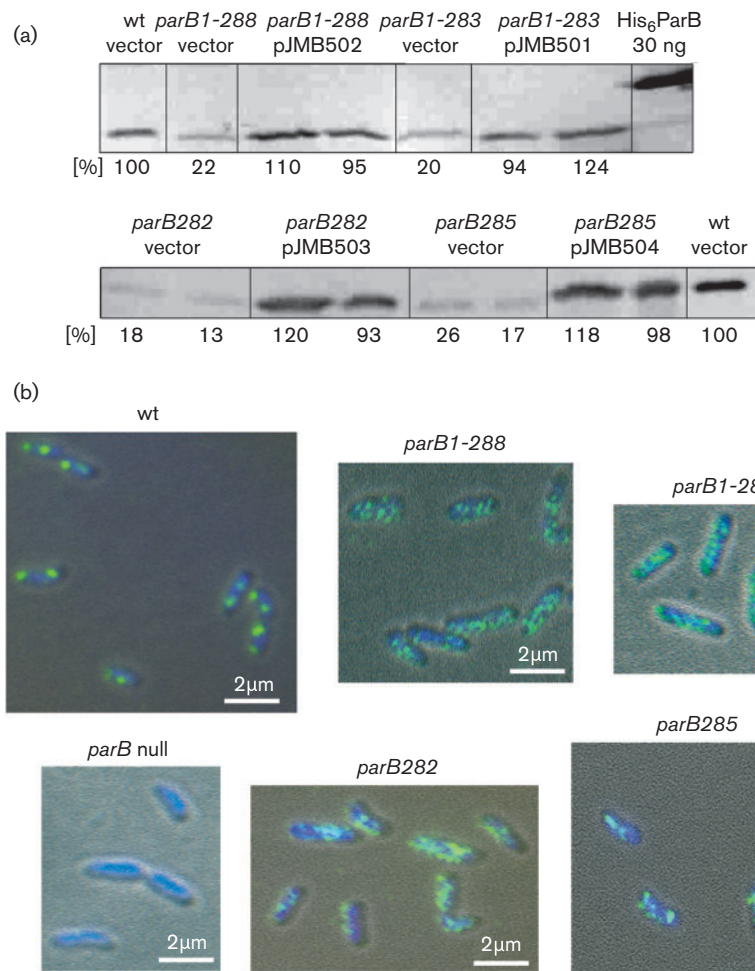 (a)
wt parB1-288 parB1-288 parB1-283 parB1-283 His₆ParB
vector vector pJMB502 vector pJMB501 30 ng
[%] 100 22 110 95 20 94 124
parB282 parB282 parB285 parB285 wt
vector pJMB503 vector pJMB504 vector
[%] 18 13 120 93 26 17 118 98 100
(b)
wt
parB1-288
parB1-28
2µm
2µm
parB null
parB282
parB285
2µm
2µm